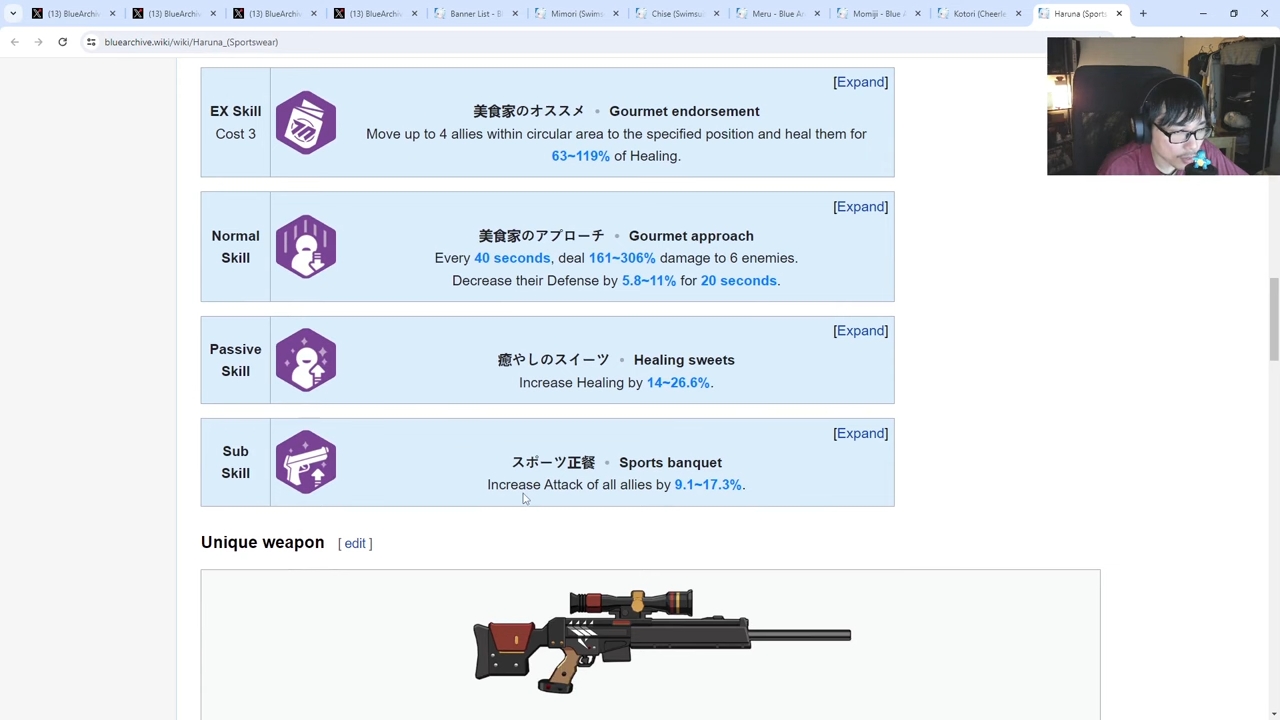 (13) BlueArch
(13) BlueArchiv
(13) BlueArchiv
(13) BlueArchiv
Banner List - B
Mimori (Swims
Chise (Swimsu
Meru - Blue Ar
Momiji - Blue A
Kotori (Cheerle
Haruna (Sports
bluearchive.wiki/wiki/Haruna_(Sportswear)
[Expand]
EX Skill
Cost 3
美食家のオススメ • Gourmet endorsement
Move up to 4 allies within circular area to the specified position and heal them for
63~119% of Healing.
[Expand]
Normal
Skill
美食家のアプローチ • Gourmet approach
Every 40 seconds, deal 161~306% damage to 6 enemies.
Decrease their Defense by 5.8~11% for 20 seconds.
[Expand]
Passive
Skill
癒やしのスイーツ • Healing sweets
Increase Healing by 14~26.6%.
[Expand]
Sub
Skill
スポーツ正餐 • Sports banquet
Increase Attack of all allies by 9.1~17.3%.
Unique weapon [ edit ]